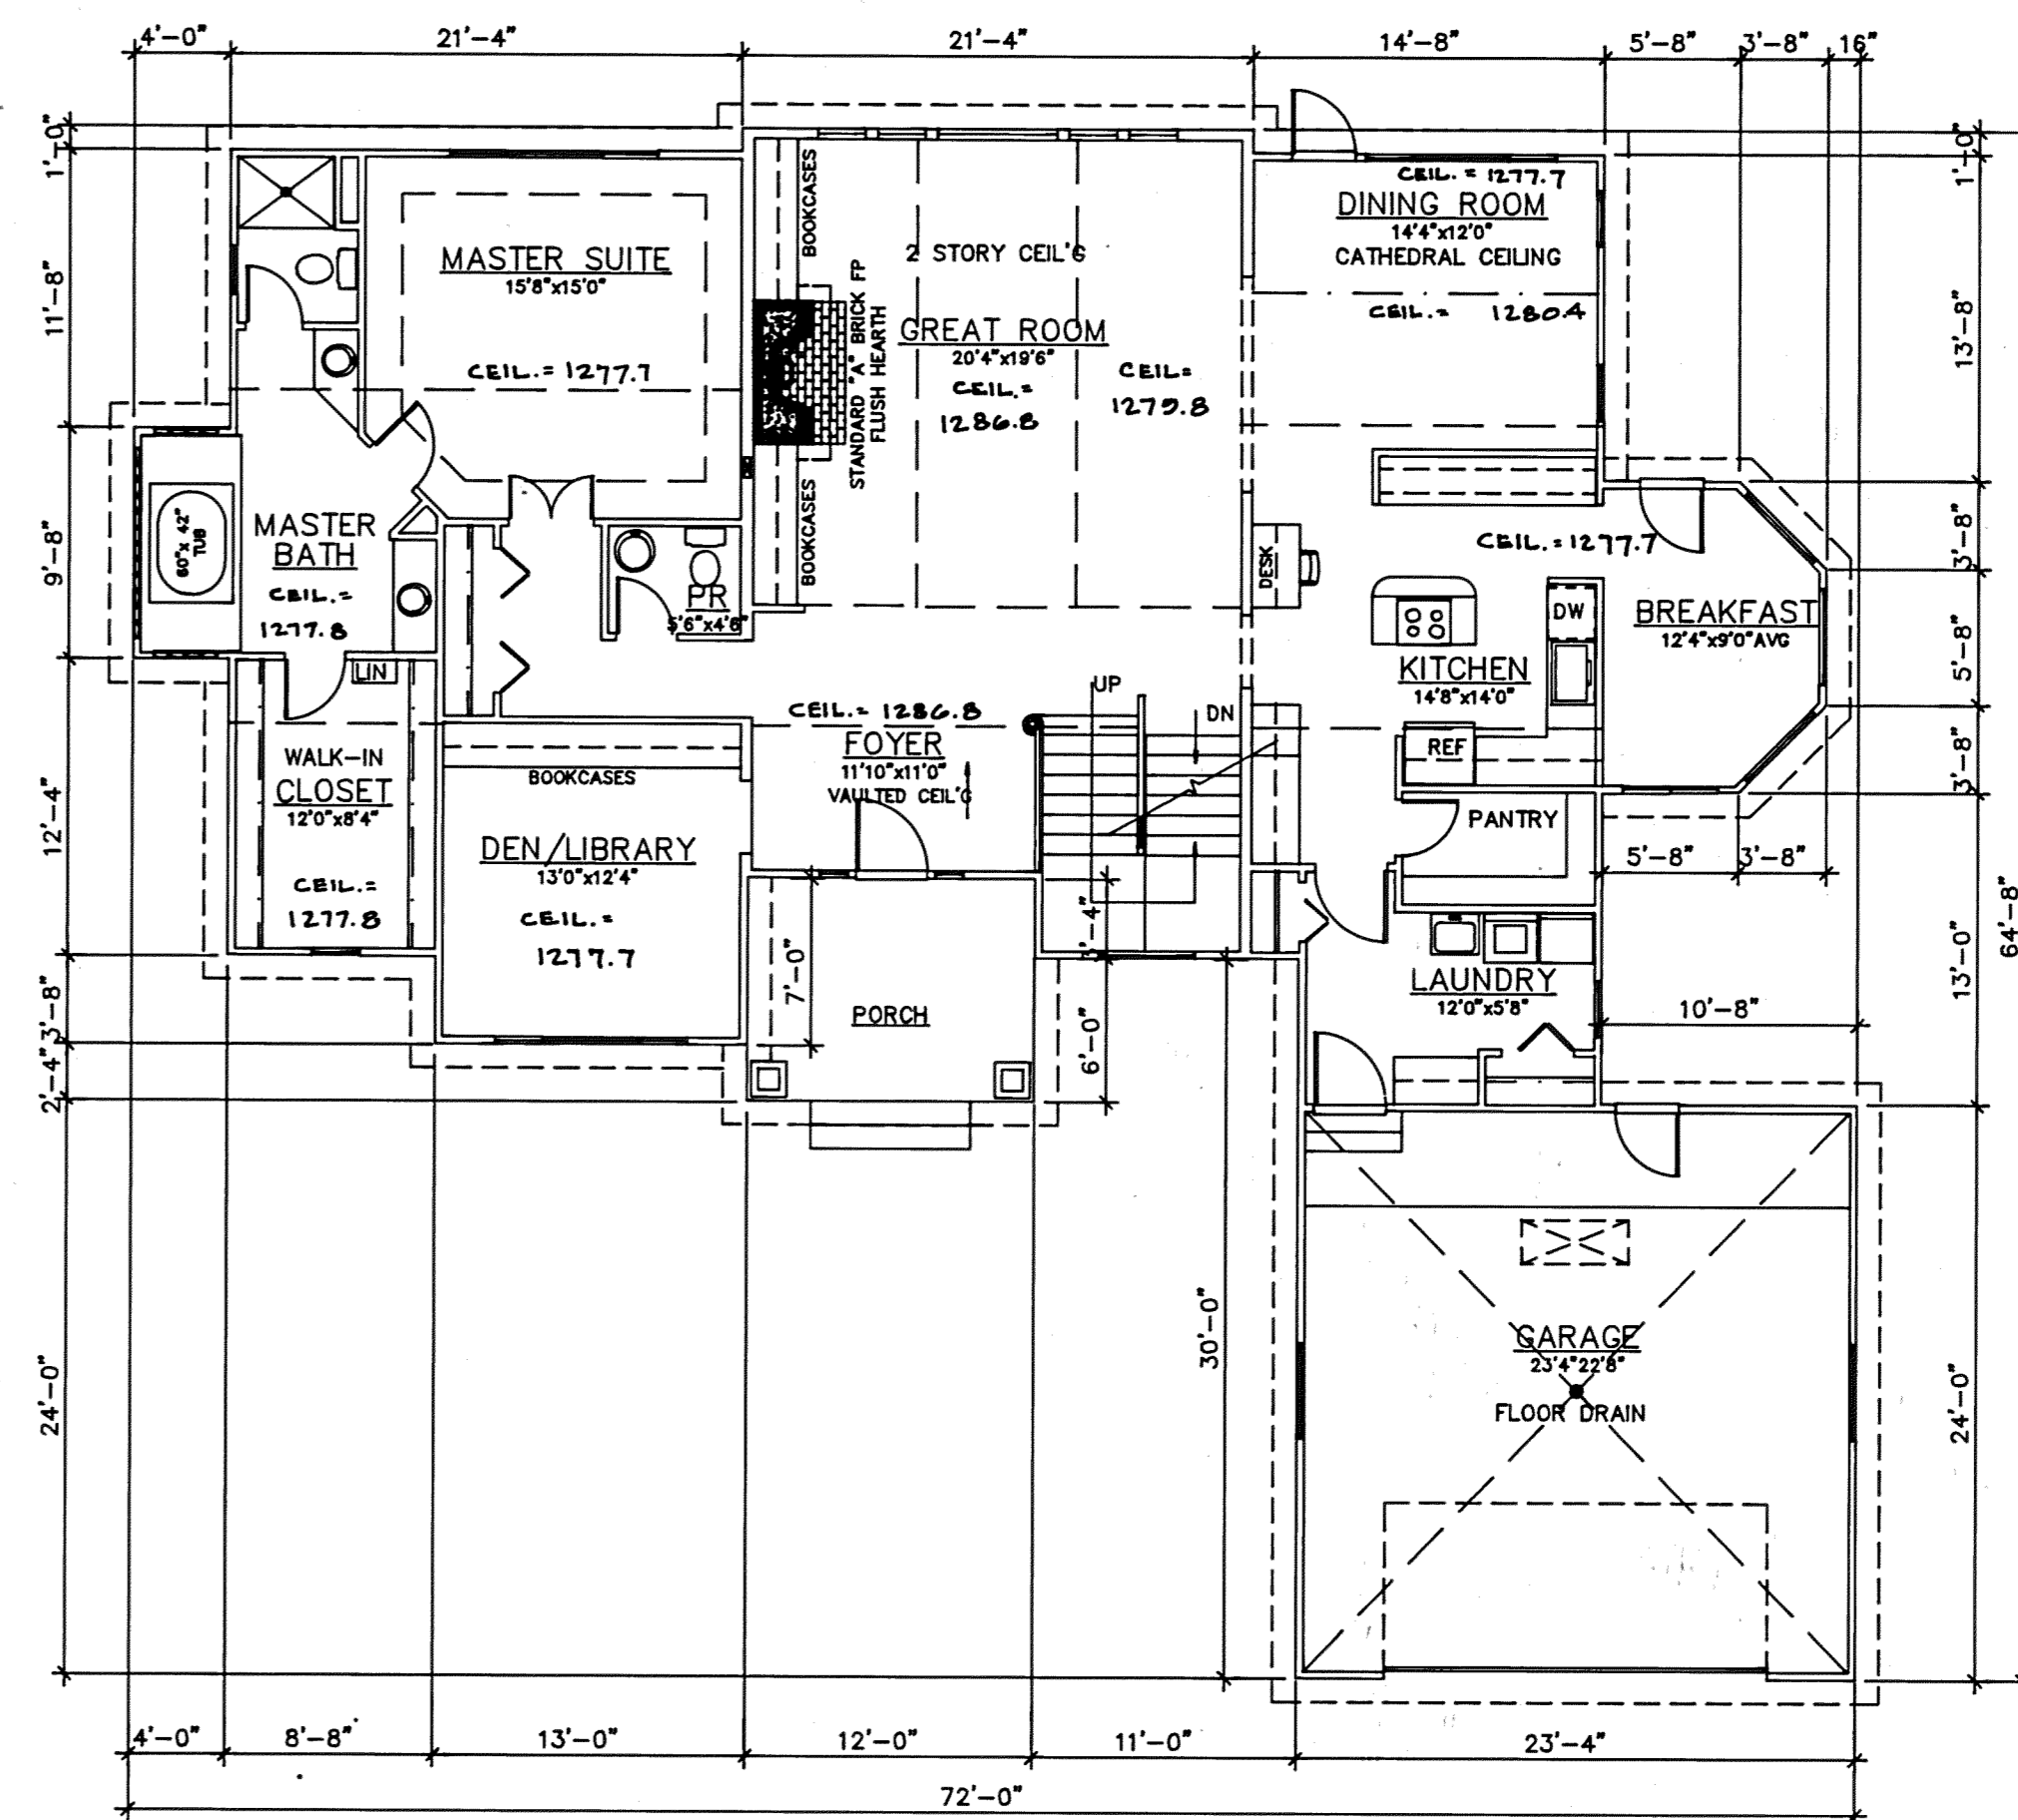 4'-0" 21'-4" 21'-4" 14'-8" 5'-8" 3'-8" 16"
1'-0"
11'-8"
9'-8"
12'-4"
3'-8"
2'-4"
24'-0"
MASTER SUITE
15'8"x15'0"
CEIL.= 1277.7
BOOKCASES
STANDARD "A" BRICK FP
FLUSH HEARTH
BOOKCASES
2 STORY CEIL'G
GREAT ROOM
20'4"x19'6"
CEIL.=
1286.8
CEIL=
1275.8
CEIL. = 1277.7
DINING ROOM
14'4"x12'0"
CATHEDRAL CEILING
CEIL.= 1280.4
60"x 42"
TUB
MASTER
BATH
CEIL.=
1277.8
LIN
PR
5'6"x4'6"
DESK
CEIL.=1277.7
DW
BREAKFAST
12'4"x9'0"AVG
KITCHEN
14'8"x14'0"
REF
PANTRY
UP
DN
CEIL.= 1286.8
FOYER
11'10"x11'0"
VAULTED CEIL'G
WALK-IN
CLOSET
12'0"x8'4"
CEIL.=
1277.8
BOOKCASES
DEN/LIBRARY
13'0"x12'4"
CEIL.=
1277.7
7'-0"
PORCH
3'-4"
6'-0"
LAUNDRY
12'0"x5'8"
5'-8" 3'-8"
10'-8"
30'-0"
GARAGE
23'4"22'8"
FLOOR DRAIN
1'-0"
13'-8"
3'-8"
5'-8"
3'-8"
13'-0"
24'-0"
64'-8"
4'-0" 8'-8" 13'-0" 12'-0" 11'-0" 23'-4"
72'-0"